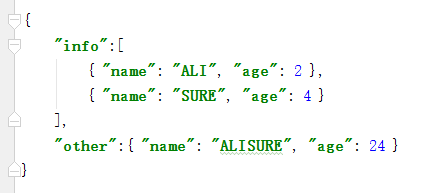 {
"info":[
{ "name": "ALI", "age": 2 },
{ "name": "SURE", "age": 4 }
],
"other":{ "name": "ALISURE", "age": 24 }
}